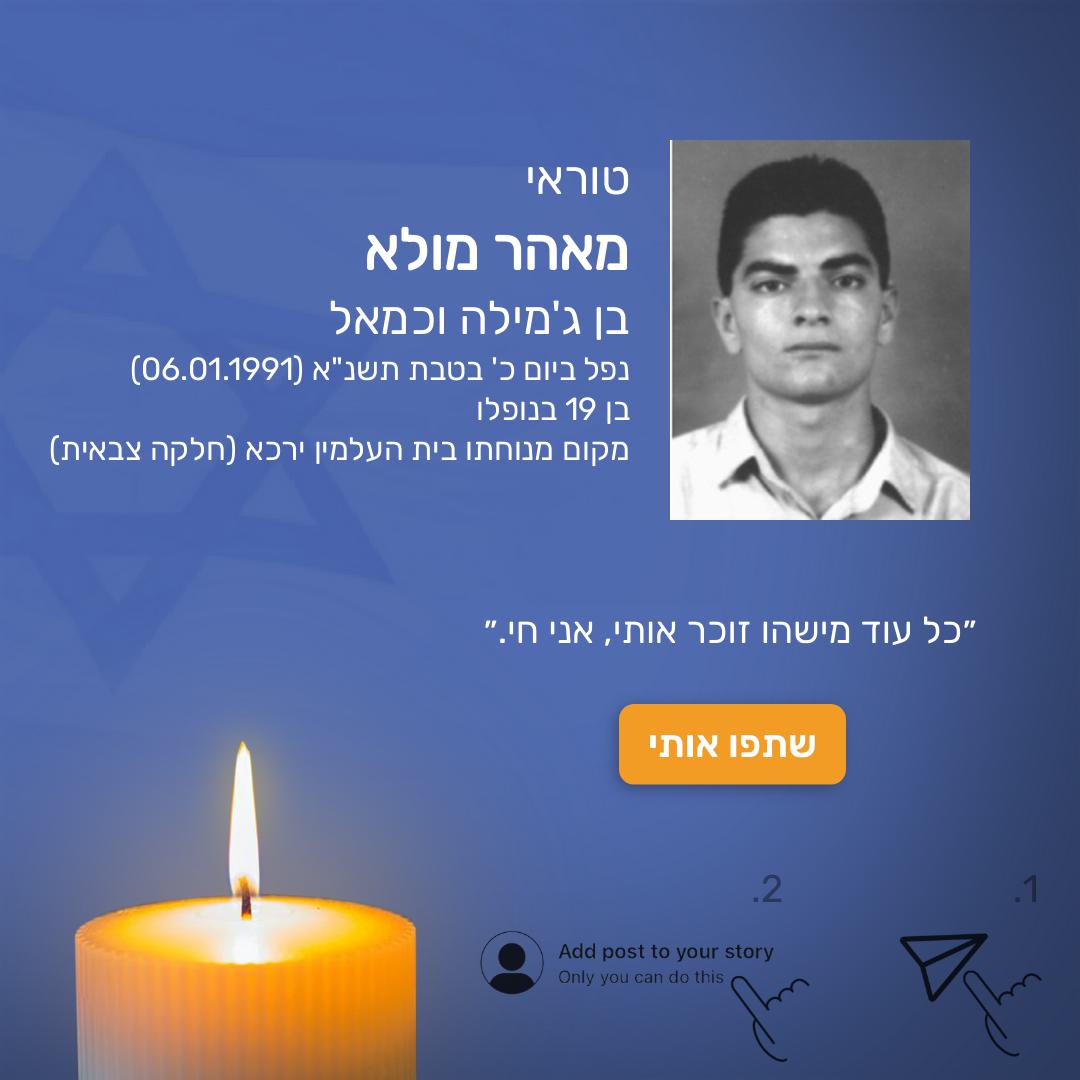 טוראי
מאהר מולא
בן ג'מילה וכמאל
נפל ביום כ' בטבת תשנ"א (06.01.1991)
בן 19 בנופלו
מקום מנוחתו בית העלמין ירכא (חלקה צבאית)
״כל עוד מישהו זוכר אותי, אני חי.״
שתפו אותי
.1
.2
Add post to your story
Only you can do this